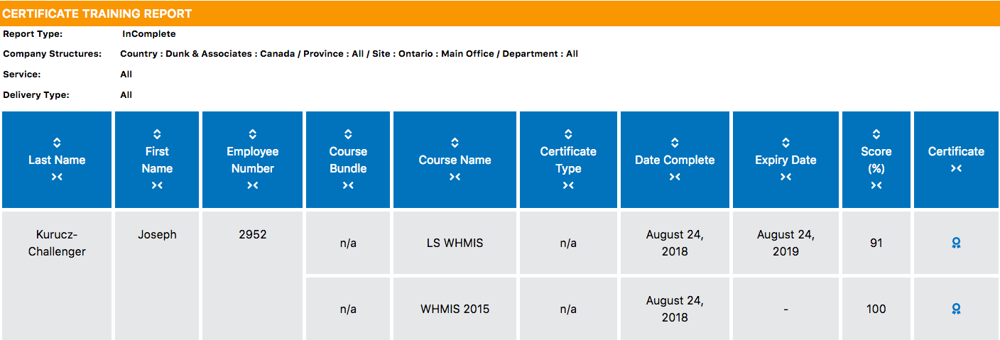 CERTIFICATE TRAINING REPORT
Report Type: InComplete
Company Structures: Country : Dunk & Associates : Canada / Province : All / Site : Ontario : Main Office / Department : All
Service: All
Delivery Type: All
Last Name
First
Name
Employee
Number
Course
Bundle
Course Name
Certificate
Type
Date Complete
Expiry Date
Score
(%)
Certificate
Kurucz-
Challenger
Joseph
2952
n/a
LS WHMIS
n/a
August 24,
2018
August 24,
2019
91
n/a
WHMIS 2015
n/a
August 24,
2018
-
100